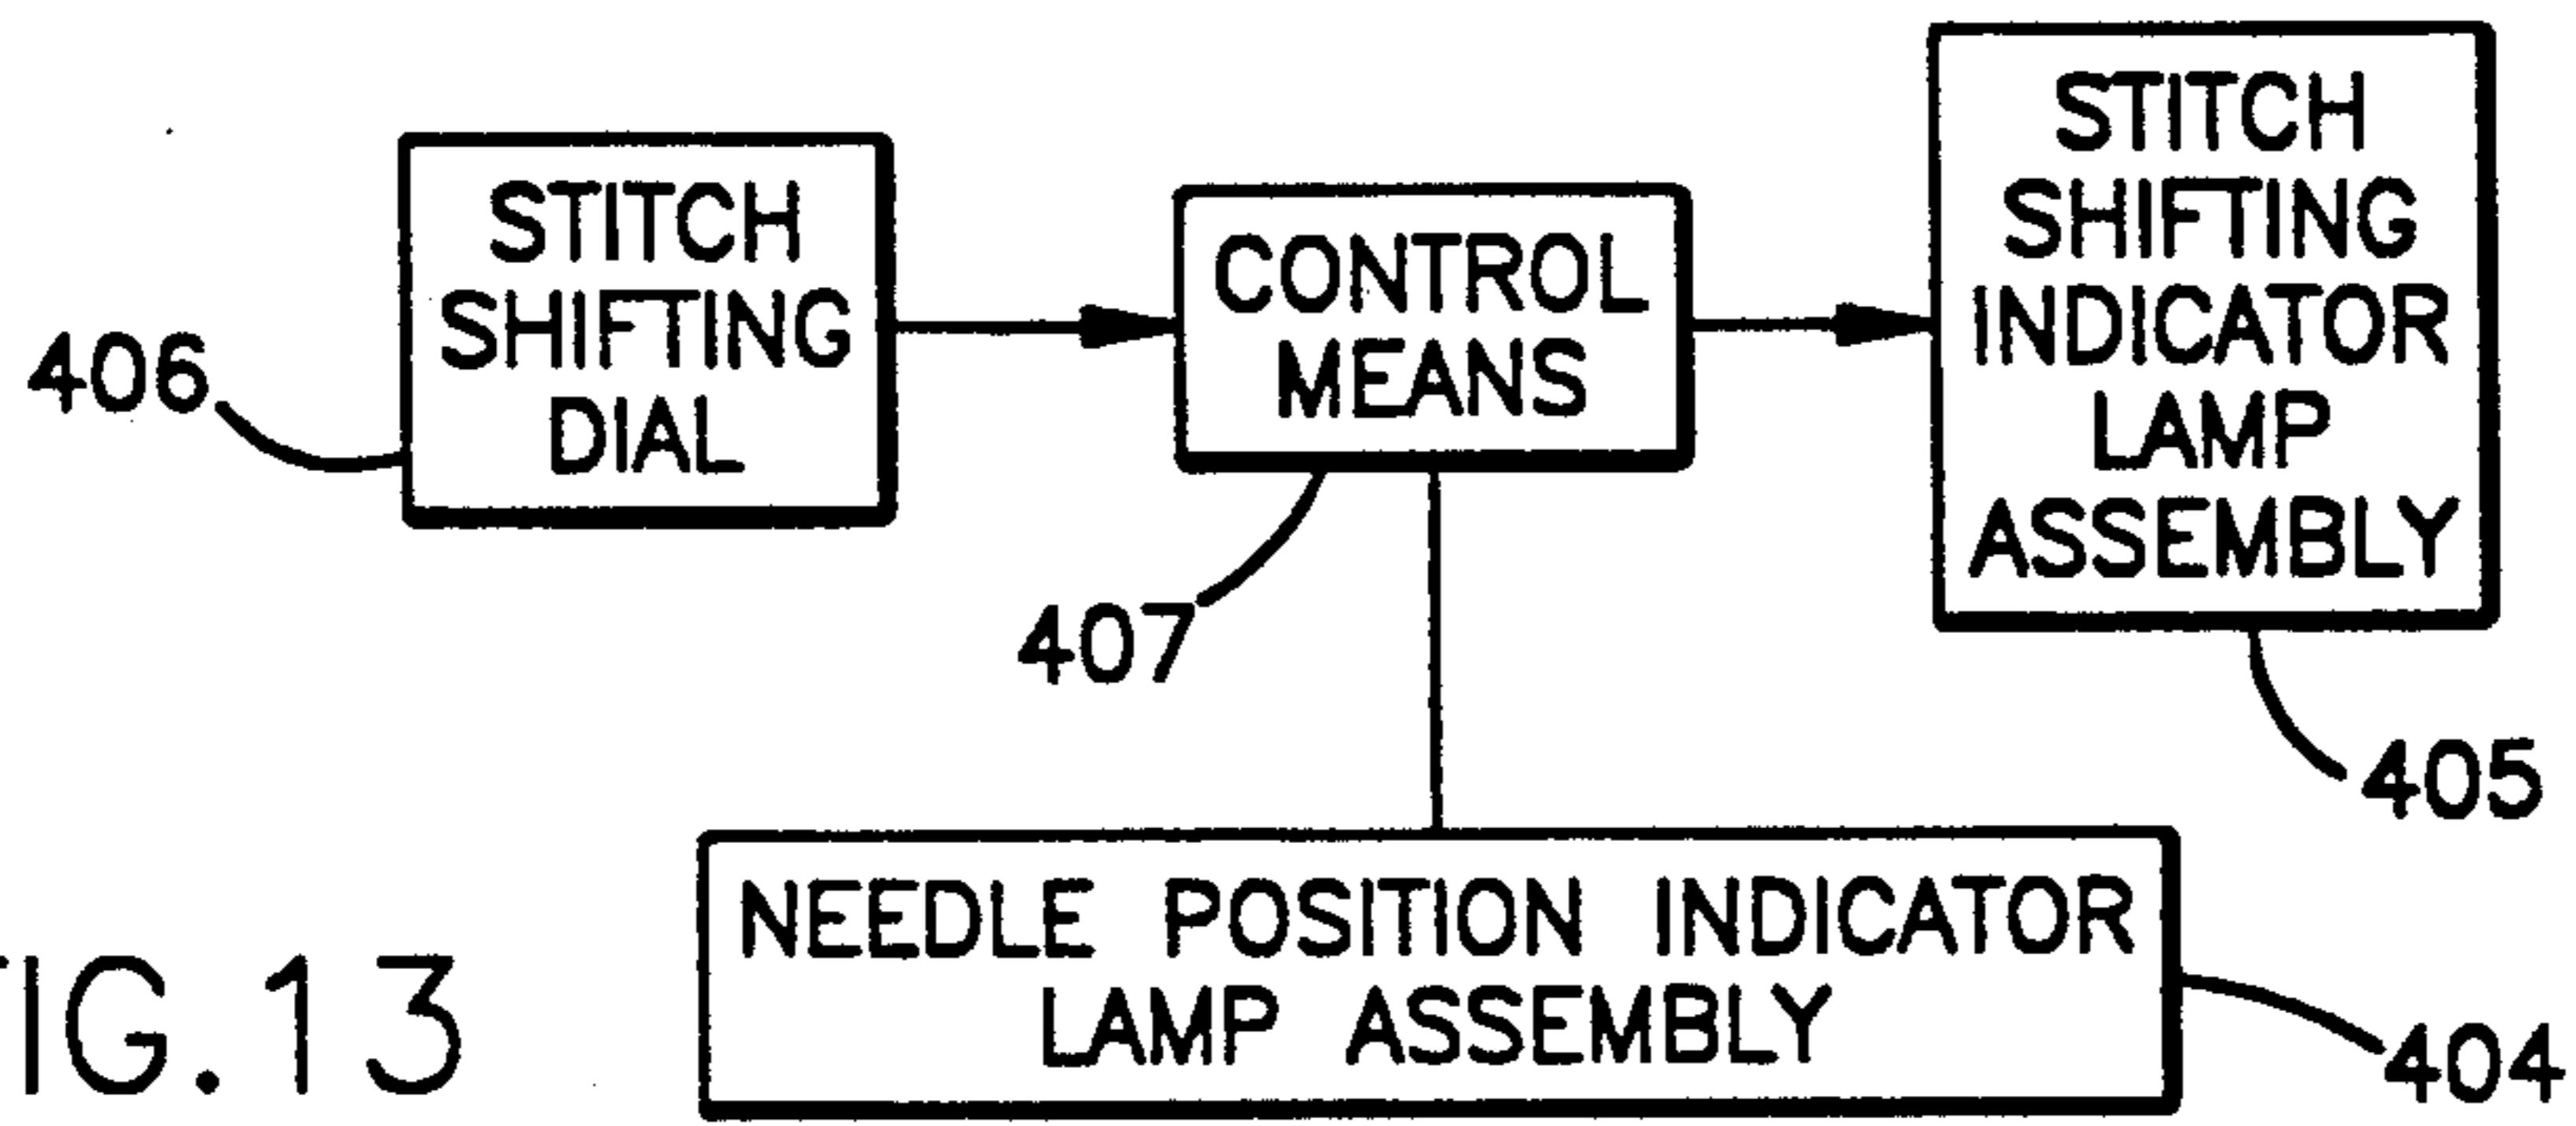 STITCH
SHIFTING
DIAL
406
CONTROL
MEANS
407
STITCH
SHIFTING
INDICATOR
LAMP
ASSEMBLY
405
NEEDLE POSITION INDICATOR
LAMP ASSEMBLY
404
FIG.13